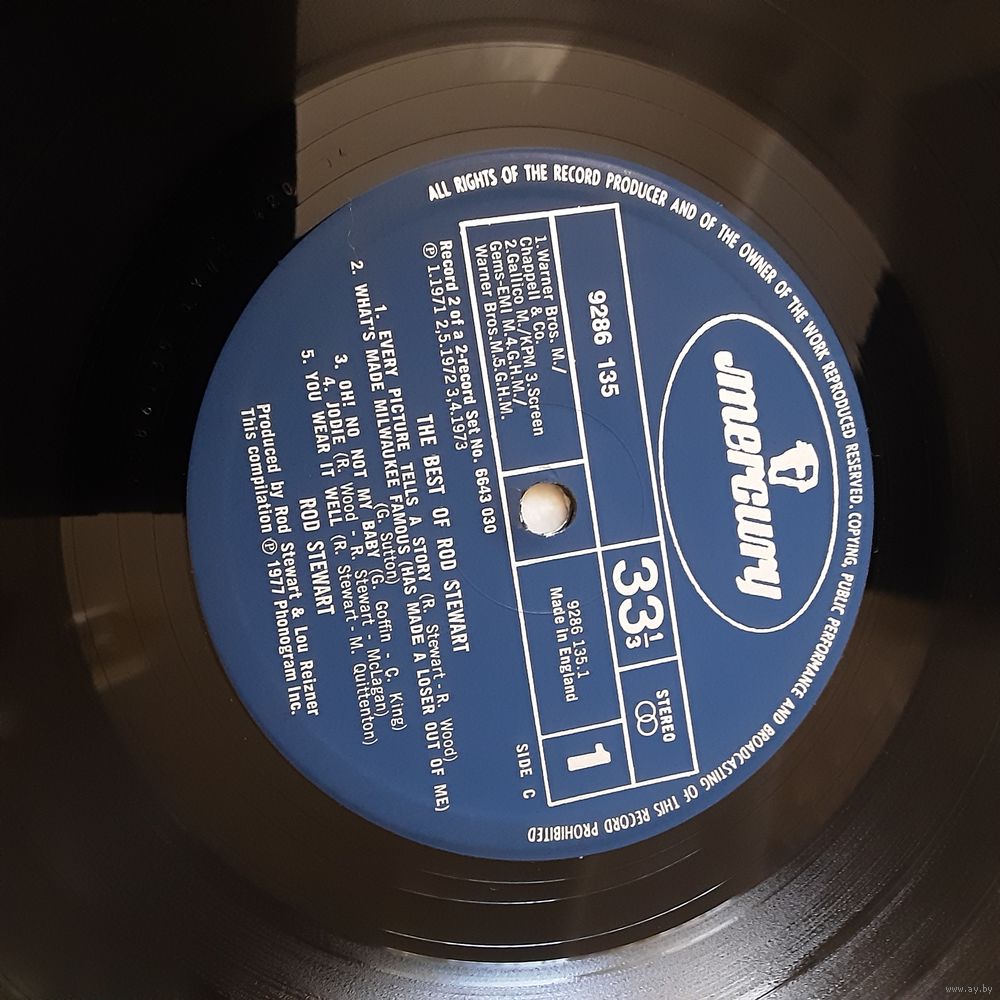 ALL RIGHTS OF THE RECORD PRODUCER AND OF THE OWNER OF THE WORK REPRODUCED RESERVED. COPYING, PUBLIC PERFORMANCE AND BROADCASTING OF THIS RECORD PROHIBITED
mercury
9286 135
33 1/3
STEREO
1. Warner Bros. M./
Chappell & Co.
2.Gallico M./KPM 3.Screen
Gems-EMI M.4.G.H.M./
Warner Bros.M.5.G.H.M.
9286 135.1
Made in England
1
SIDE C
Record 2 of a 2-record Set No. 6643 030
℗ 1.1971 2,5.1972 3,4.1973
THE BEST OF ROD STEWART
1. EVERY PICTURE TELLS A STORY (R. Stewart - R. Wood)
2. WHAT'S MADE MILWAUKEE FAMOUS (HAS MADE A LOSER OUT OF ME)
(G. Sutton)
3. OH! NO NOT MY BABY (G. Goffin - C. King)
4. JODIE (R. Wood - R. Stewart - McLagan)
5. YOU WEAR IT WELL (R. Stewart - M. Quittenton)
ROD STEWART
Produced by Rod Stewart & Lou Reizner
This compilation ℗ 1977 Phonogram Inc.
www.ay.by